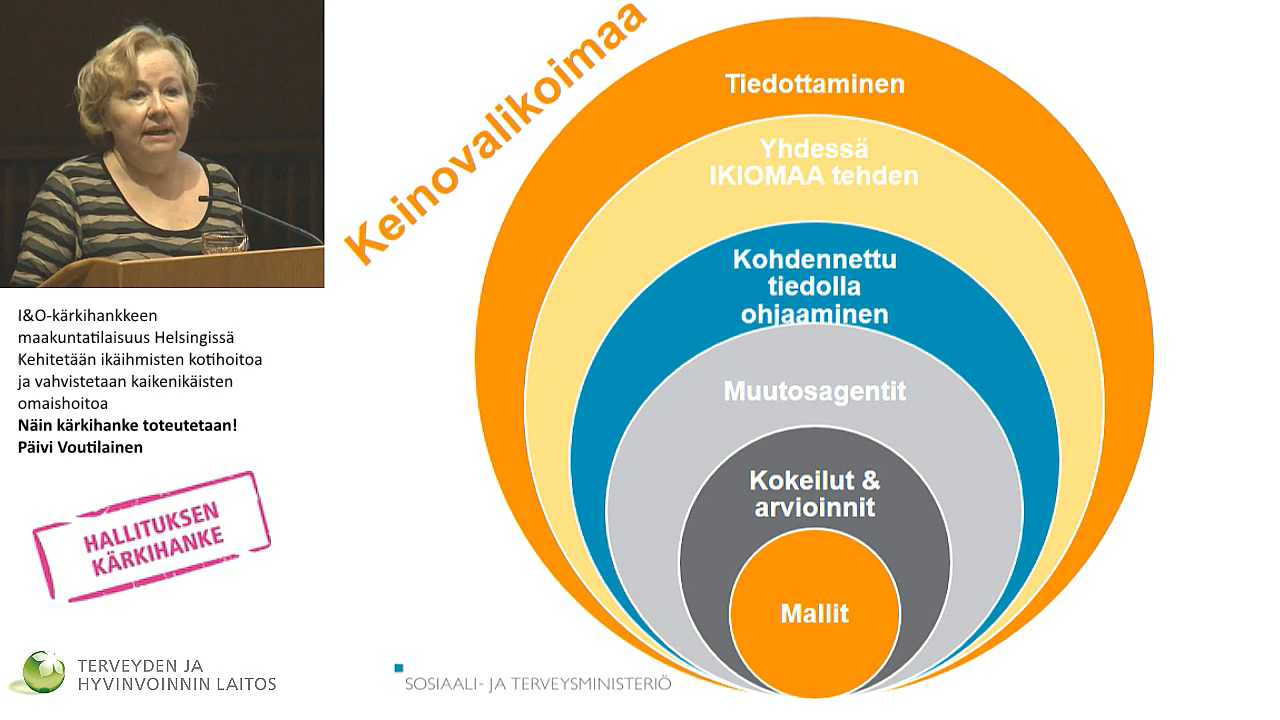 I&O-kärkihankkeen
maakuntatilaisuus Helsingissä
Kehitetään ikäihmisten kotihoitoa
ja vahvistetaan kaikenikäisten
omaishoitoa
Näin kärkihanke toteutetaan!
Päivi Voutilainen
HALLITUKSEN
KÄRKIHANKE
TERVEYDEN JA
HYVINVOINNIN LAITOS
Keinovalikoimaa
Tiedottaminen
Yhdessä
IKIOMAA tehden
Kohdennettu
tiedolla
ohjaaminen
Muutosagentit
Kokeilut &
arvioinnit
Mallit
SOSIAALI- JA TERVEYSMINISTERIÖ